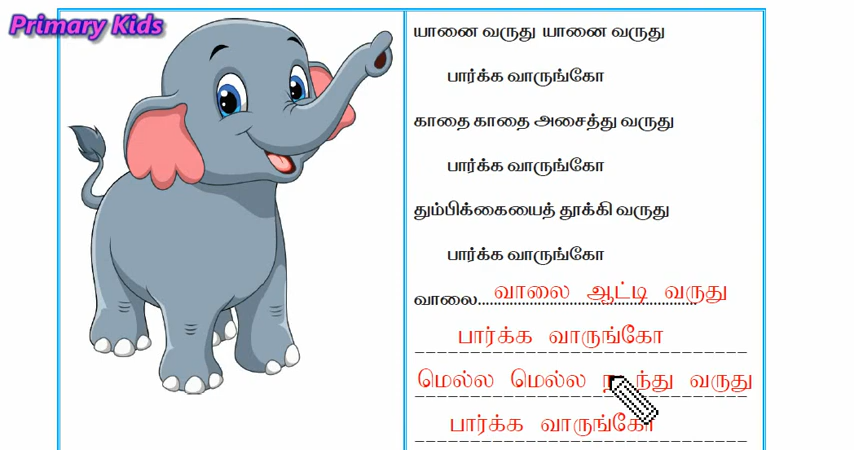 Primary Kids
யானை வருது யானை வருது
பார்க்க வாருங்கோ
காதை காதை அசைத்து வருது
பார்க்க வாருங்கோ
தும்பிக்கையைத் தூக்கி வருது
பார்க்க வாருங்கோ
வாலை வாலை ஆட்டி வருது
பார்க்க வாருங்கோ
மெல்ல மெல்ல வருது
பார்க்க வாருங்கோ